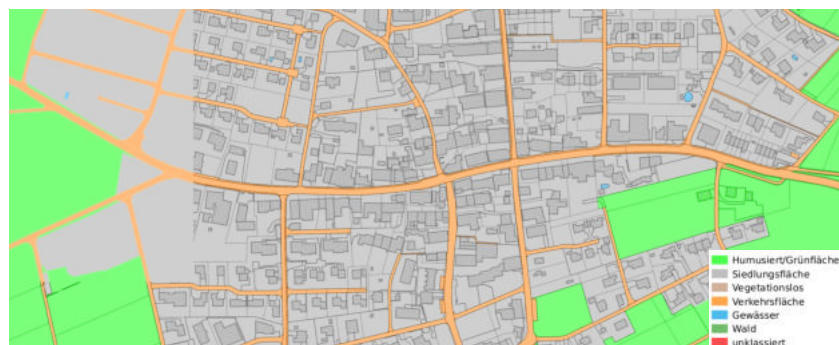 Humusiert/Grünfläche
Siedlungsfläche
Vegetationslos
Verkehrsfläche
Gewässer
Wald
unklassiert